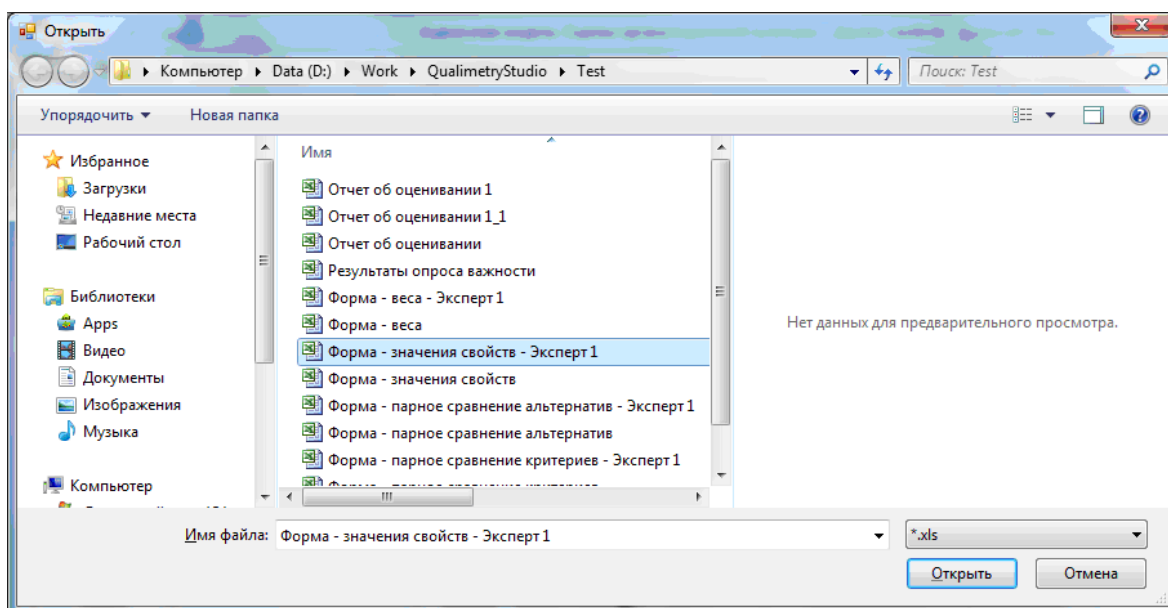 Открыть
Компьютер Data (D:) Work QualimetryStudio Test
Поиск: Test
Упорядочить Новая папка
Избранное
Загрузки
Недавние места
Рабочий стол
Библиотеки
Apps
Видео
Документы
Изображения
Музыка
Компьютер
Имя
Отчет об оценивании 1
Отчет об оценивании 1_1
Отчет об оценивании
Результаты опроса важности
Форма - веса - Эксперт 1
Форма - веса
Форма - значения свойств - Эксперт 1
Форма - значения свойств
Форма - парное сравнение альтернатив - Эксперт 1
Форма - парное сравнение альтернатив
Форма - парное сравнение критериев - Эксперт 1
Форма - парное сравнение критериев
Нет данных для предварительного просмотра.
Имя файла: Форма - значения свойств - Эксперт 1
*.xls
Открыть Отмена